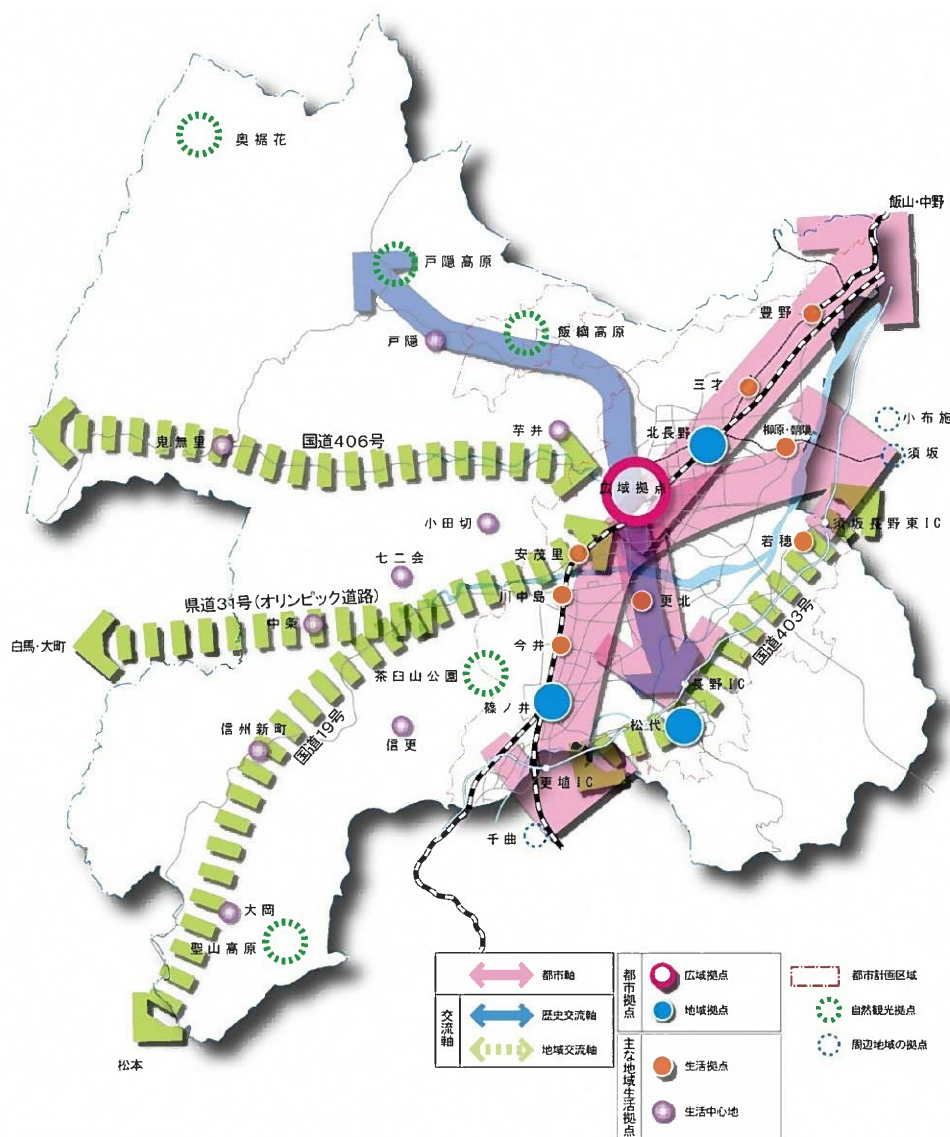 奥裾花
飯山・中野
戸隠高原
飯綱高原
豊野
戸隠
三才
小布施
国道406号
芋井
北長野
柳原・朝陽
須坂
鬼無里
広域拠点
小田切
須坂長野東IC
安茂里
若穂
七二会
川中島
更北
県道31号(オリンピック道路)
中条
今井
国道403号
白馬・大町
茶臼山公園
長野IC
篠ノ井
松代
信州新町
国道19号
信更
更埴IC
千曲
大岡
聖山高原
松本
都市軸
交流軸
歴史交流軸
地域交流軸
都市拠点
広域拠点
地域拠点
主な地域生活拠点
生活拠点
生活中心地
都市計画区域
自然観光拠点
周辺地域の拠点